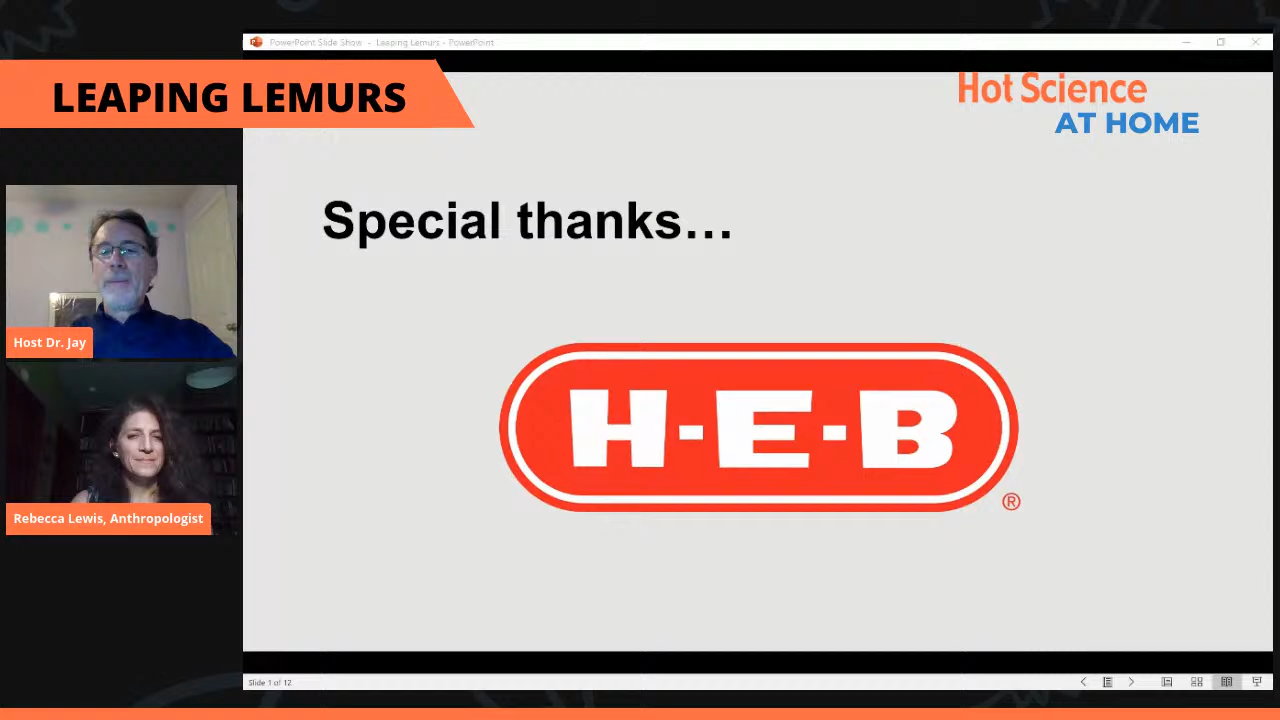 PowerPoint Slide Show - Leaping Lemurs - PowerPoint
LEAPING LEMURS
Hot Science
AT HOME
Special thanks…
Host Dr. Jay
H-E-B
®
Rebecca Lewis, Anthropologist
Slide 1 of 12